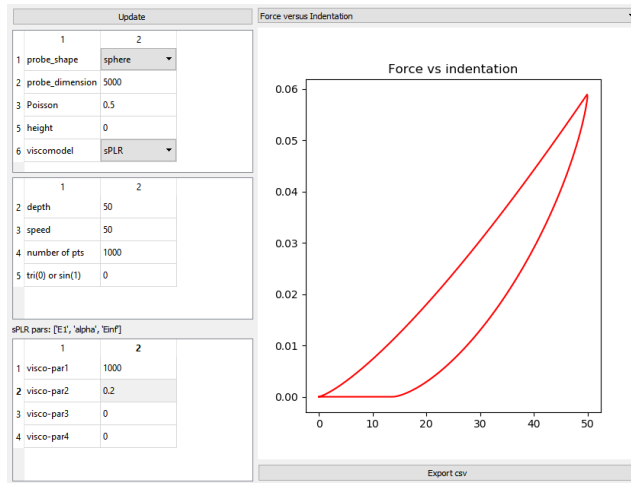 Update
Force versus Indentation
1 2
1 probe_shape sphere
2 probe_dimension 5000
3 Poisson 0.5
5 height 0
6 viscomodel sPLR
1 2
2 depth 50
3 speed 50
4 number of pts 1000
5 tri(0) or sin(1) 0
sPLR pars: ['E1', 'alpha', 'Einf']
1 2
1 visco-par1 1000
2 visco-par2 0.2
3 visco-par3 0
4 visco-par4 0
Force vs indentation
0.06
0.05
0.04
0.03
0.02
0.01
0.00
0 10 20 30 40 50
Export csv